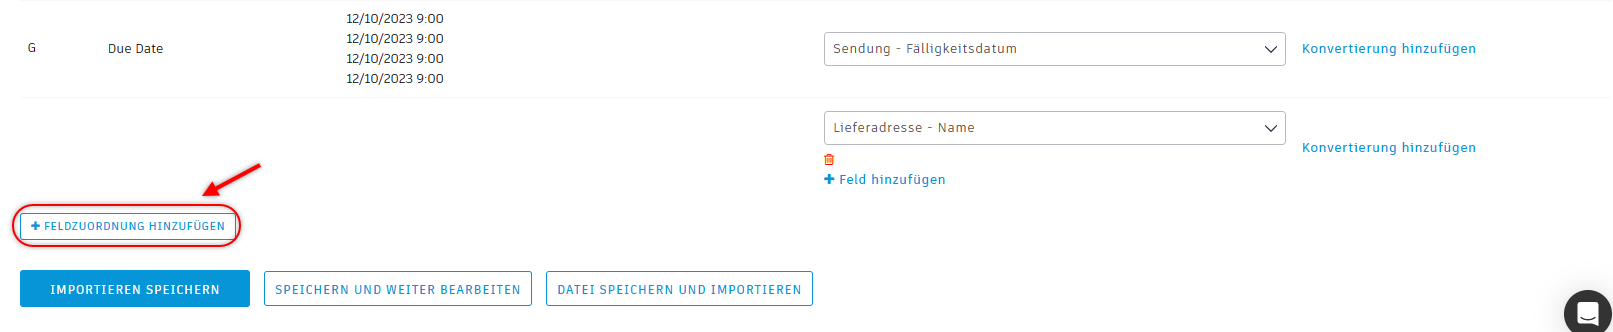 12/10/2023 9:00
12/10/2023 9:00
G Due Date Sendung - Fälligkeitsdatum Konvertierung hinzufügen
12/10/2023 9:00
12/10/2023 9:00
Lieferadresse - Name
Konvertierung hinzufügen
Feld hinzufügen
FELDZUORDNUNG HINZUFÜGEN
IMPORTIEREN SPEICHERN SPEICHERN UND WEITER BEARBEITEN DATEI SPEICHERN UND IMPORTIEREN